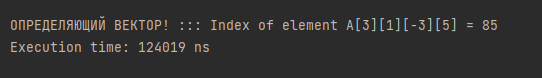 ОПРЕДЕЛЯЮЩИЙ ВЕКТОР! ::: Index of element A[3][1][-3][5] = 85
Execution time: 124019 ns